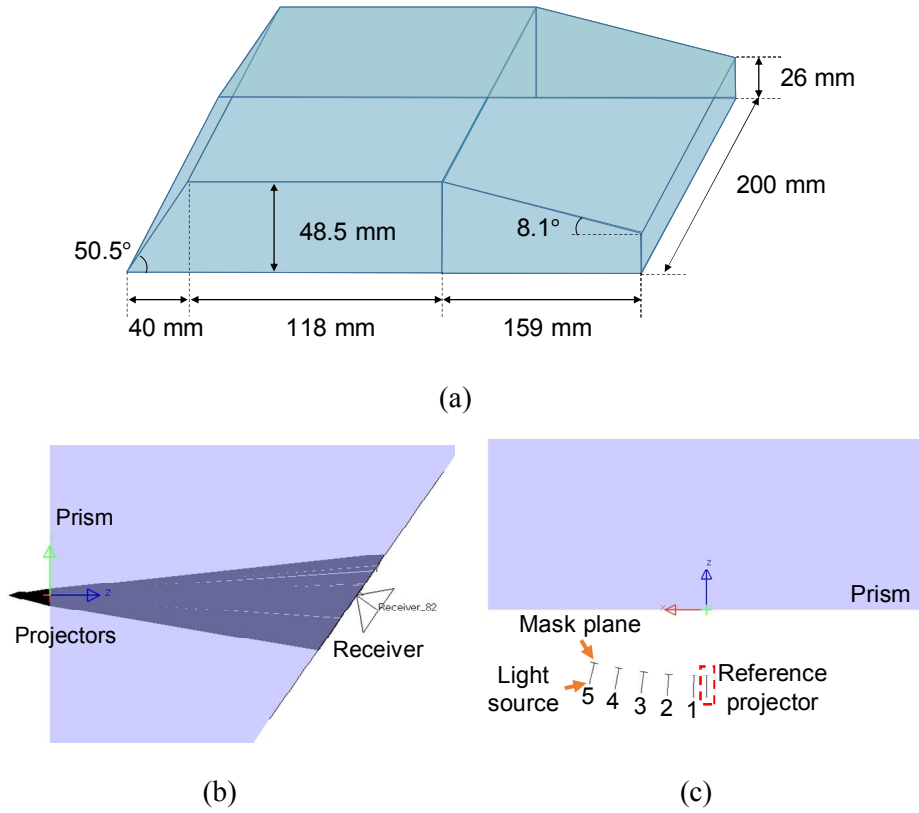 26 mm
200 mm
48.5 mm
8.1°
50.5°
40 mm
118 mm
159 mm
(a)
Prism
y
z
Receiver_82
Projectors
Receiver
(b)
z
x
Prism
Mask plane
Light
source
5
4
3
2
1
Reference
projector
(c)